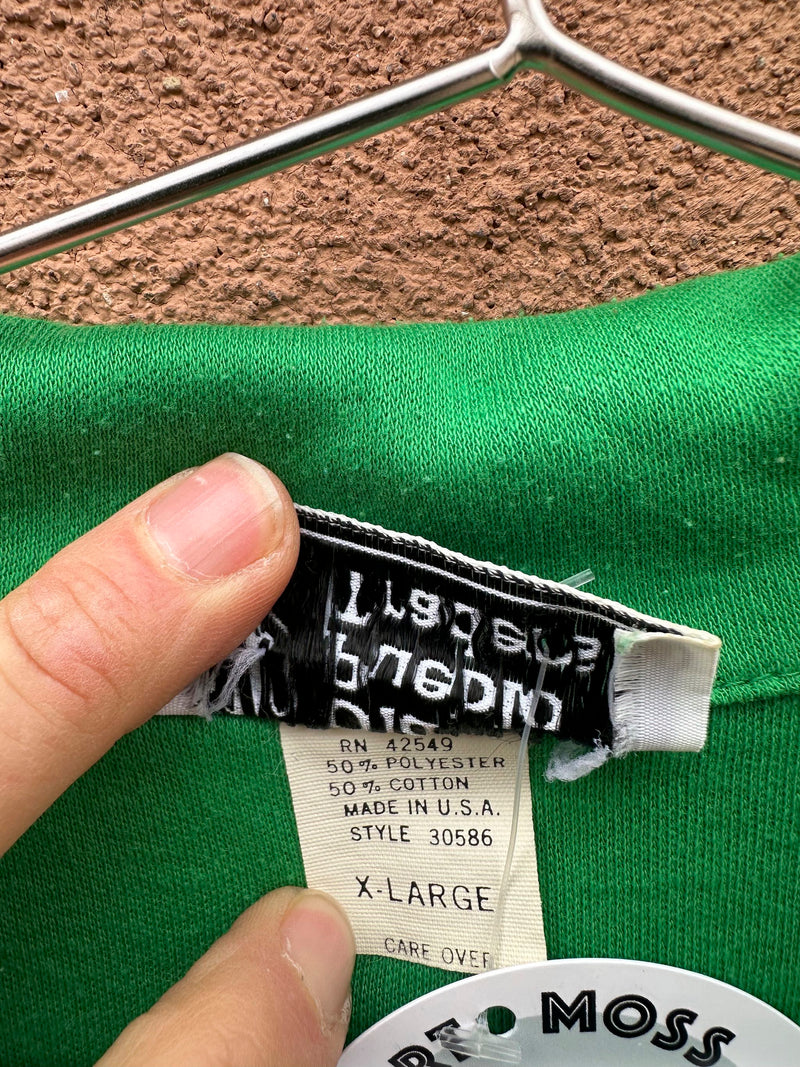 RN 42549
50% POLYESTER
50% COTTON
MADE IN U.S.A.
STYLE 30586
X-LARGE
CARE OVER
MOSS